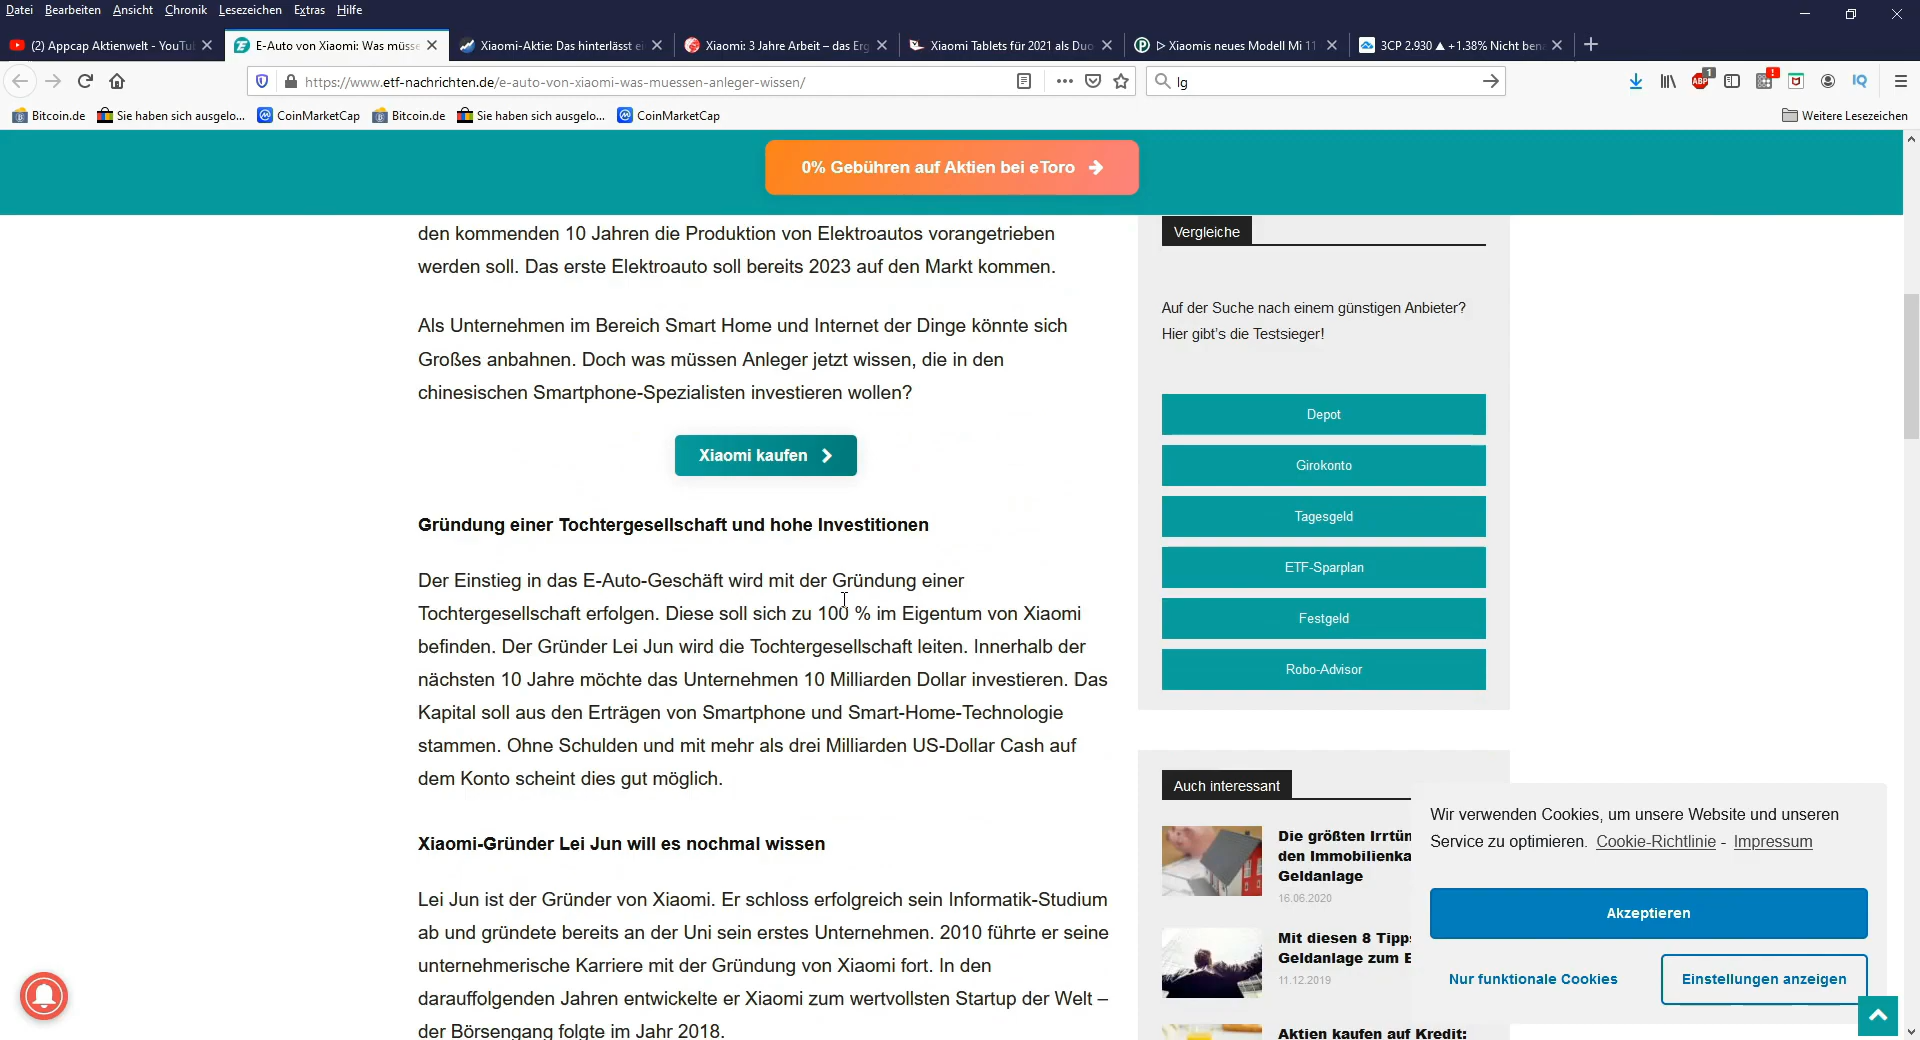 Datei Bearbeiten Ansicht Chronik Lesezeichen Extras Hilfe
(2) Appcap Aktienwelt - YouTu
E-Auto von Xiaomi: Was müsse
Xiaomi-Aktie: Das hinterlässt ei
Xiaomi: 3 Jahre Arbeit – das Erg
Xiaomi Tablets für 2021 als Duo
ᐅ Xiaomis neues Modell Mi 11
3CP 2.930 ▲ +1.38% Nicht ben
https://www.etf-nachrichten.de/e-auto-von-xiaomi-was-muessen-anleger-wissen/
lg
ABP 1
IQ
Bitcoin.de Sie haben sich ausgelo... CoinMarketCap Bitcoin.de Sie haben sich ausgelo... CoinMarketCap Weitere Lesezeichen
0% Gebühren auf Aktien bei eToro →
den kommenden 10 Jahren die Produktion von Elektroautos vorangetrieben
werden soll. Das erste Elektroauto soll bereits 2023 auf den Markt kommen.
Als Unternehmen im Bereich Smart Home und Internet der Dinge könnte sich
Großes anbahnen. Doch was müssen Anleger jetzt wissen, die in den
chinesischen Smartphone-Spezialisten investieren wollen?
Xiaomi kaufen
Gründung einer Tochtergesellschaft und hohe Investitionen
Der Einstieg in das E-Auto-Geschäft wird mit der Gründung einer
Tochtergesellschaft erfolgen. Diese soll sich zu 100 % im Eigentum von Xiaomi
befinden. Der Gründer Lei Jun wird die Tochtergesellschaft leiten. Innerhalb der
nächsten 10 Jahre möchte das Unternehmen 10 Milliarden Dollar investieren. Das
Kapital soll aus den Erträgen von Smartphone und Smart-Home-Technologie
stammen. Ohne Schulden und mit mehr als drei Milliarden US-Dollar Cash auf
dem Konto scheint dies gut möglich.
Xiaomi-Gründer Lei Jun will es nochmal wissen
Lei Jun ist der Gründer von Xiaomi. Er schloss erfolgreich sein Informatik-Studium
ab und gründete bereits an der Uni sein erstes Unternehmen. 2010 führte er seine
unternehmerische Karriere mit der Gründung von Xiaomi fort. In den
darauffolgenden Jahren entwickelte er Xiaomi zum wertvollsten Startup der Welt –
der Börsengang folgte im Jahr 2018.
Vergleiche
Auf der Suche nach einem günstigen Anbieter?
Hier gibt's die Testsieger!
Depot
Girokonto
Tagesgeld
ETF-Sparplan
Festgeld
Robo-Advisor
Auch interessant
Die größten Irrtüm
den Immobilienka
Geldanlage
16.06.2020
Mit diesen 8 Tipps
Geldanlage zum E
11.12.2019
Aktien kaufen auf Kredit:
Wir verwenden Cookies, um unsere Website und unseren
Service zu optimieren. Cookie-Richtlinie - Impressum
Akzeptieren
Nur funktionale Cookies
Einstellungen anzeigen